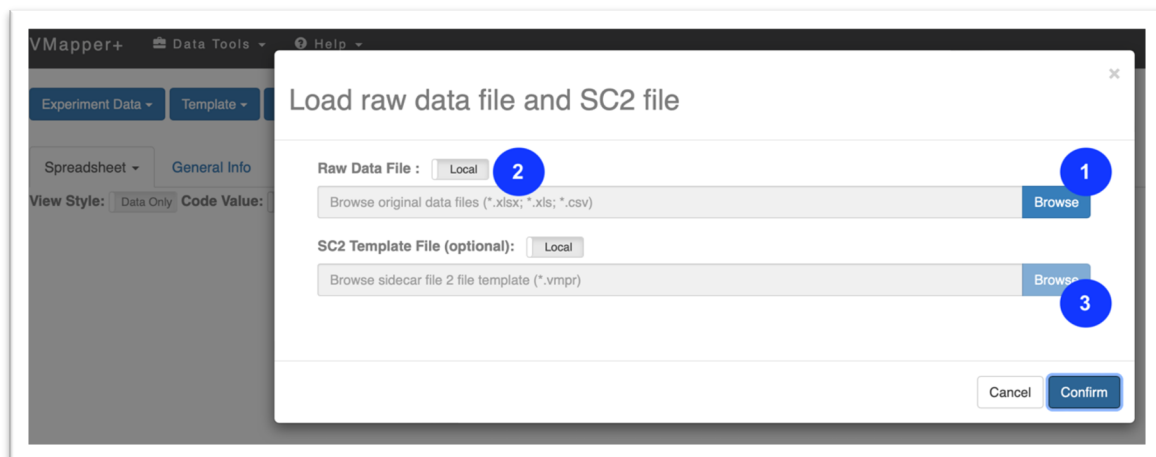 VMapper+ Data Tools Help
×
Experiment Data Template
Load raw data file and SC2 file
Spreadsheet General Info
Raw Data File : Local 2
1
View Style: Data Only Code Value:
Browse original data files (*.xlsx; *.xls; *.csv) Browse
SC2 Template File (optional): Local
Browse sidecar file 2 file template (*.vmpr) Browse
3
Cancel Confirm